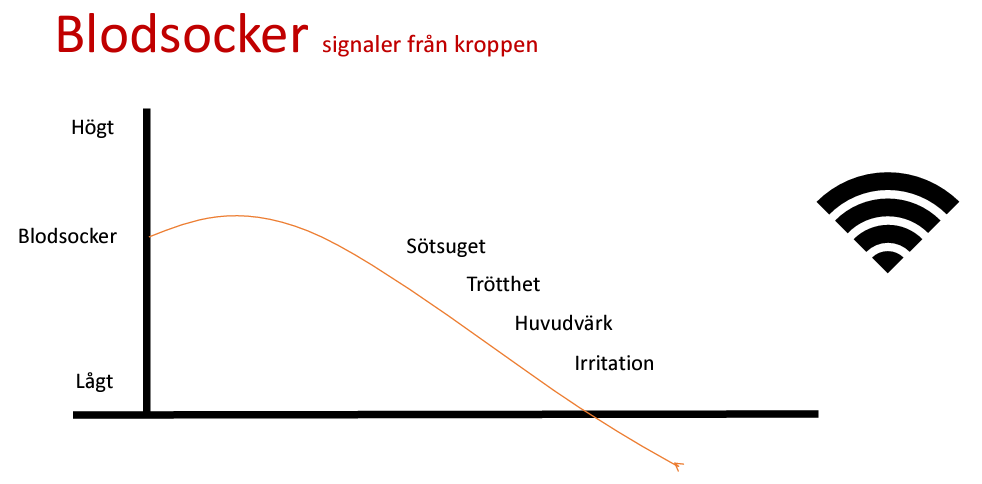 Blodsocker signaler från kroppen
Högt
Blodsocker
Sötsuget
Trötthet
Huvudvärk
Irritation
Lågt